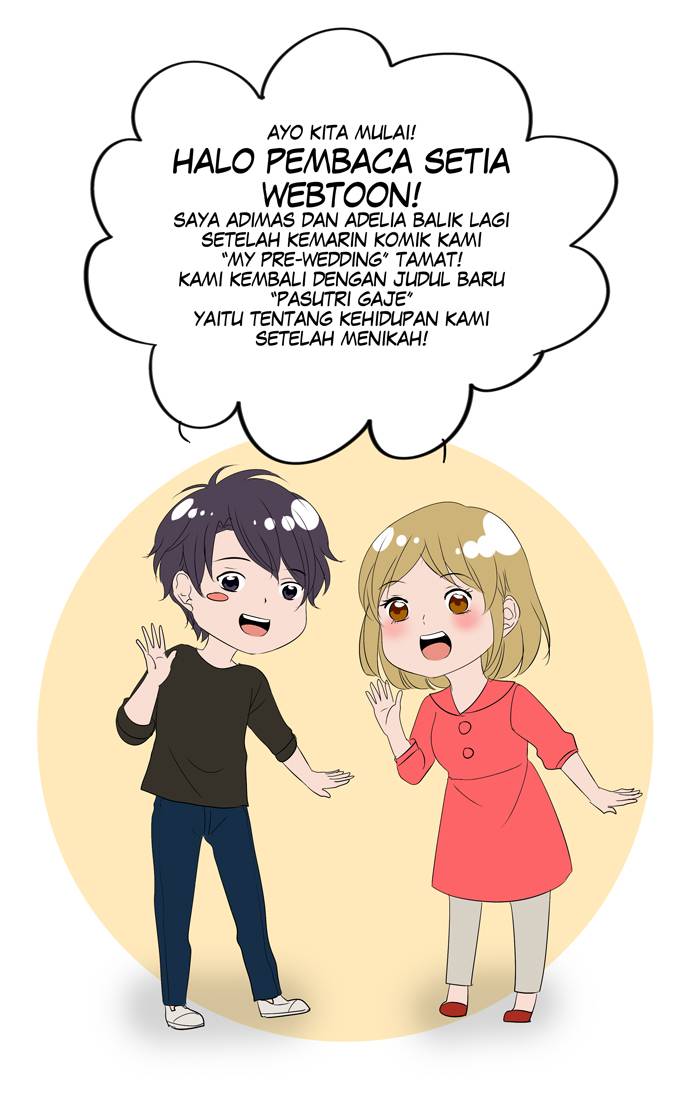 AYO KITA MULAI!
HALO PEMBACA SETIA
WEBTOON!
SAYA ADIMAS DAN ADELIA BALIK LAGI
SETELAH KEMARIN KOMIK KAMI
"MY PRE-WEDDING" TAMAT!
KAMI KEMBALI DENGAN JUDUL BARU
"PASUTRI GAJE"
YAITU TENTANG KEHIDUPAN KAMI
SETELAH MENIKAH!